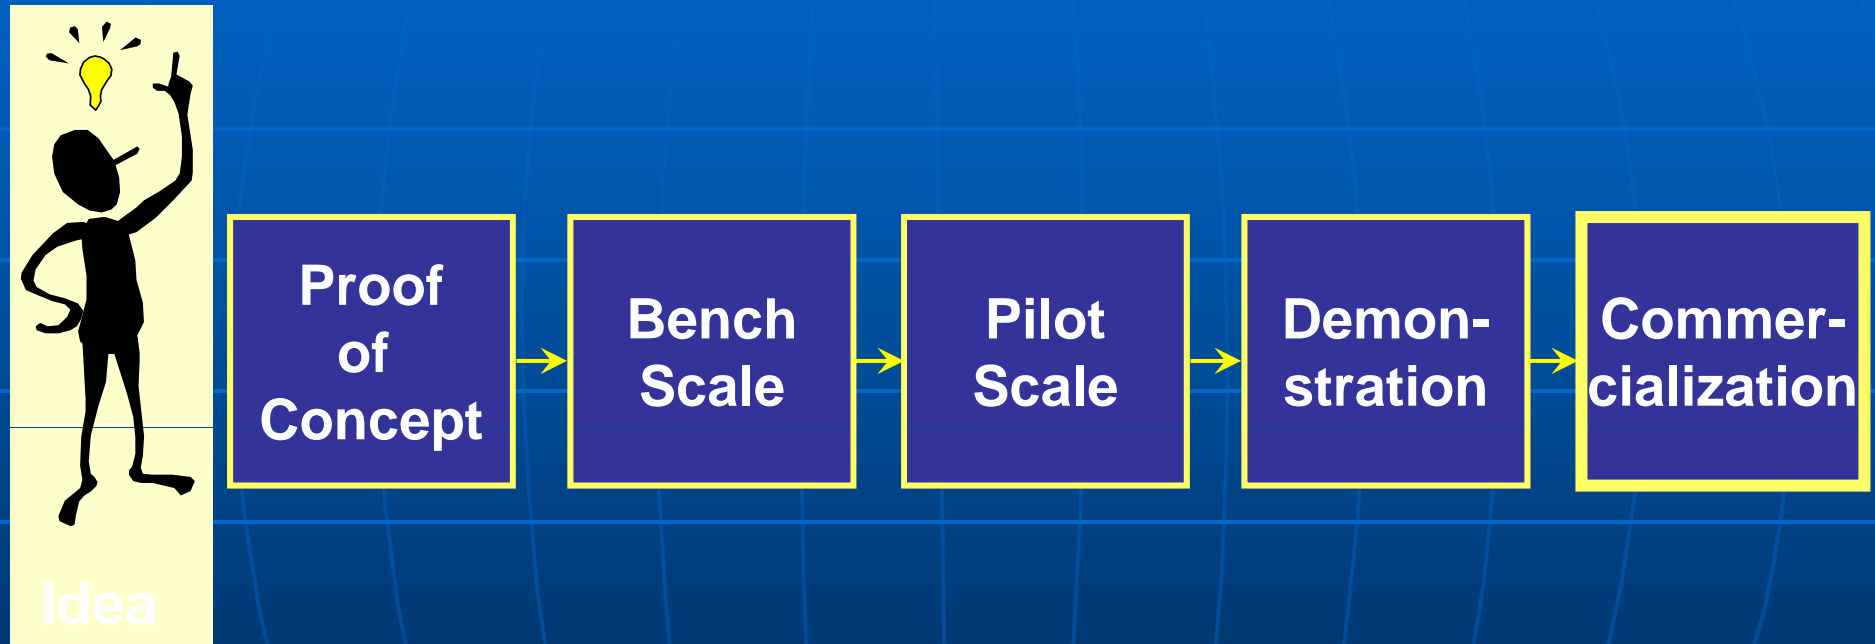 Idea
Proof
of
Concept
Bench
Scale
Pilot
Scale
Demon-
stration
Commer-
cialization